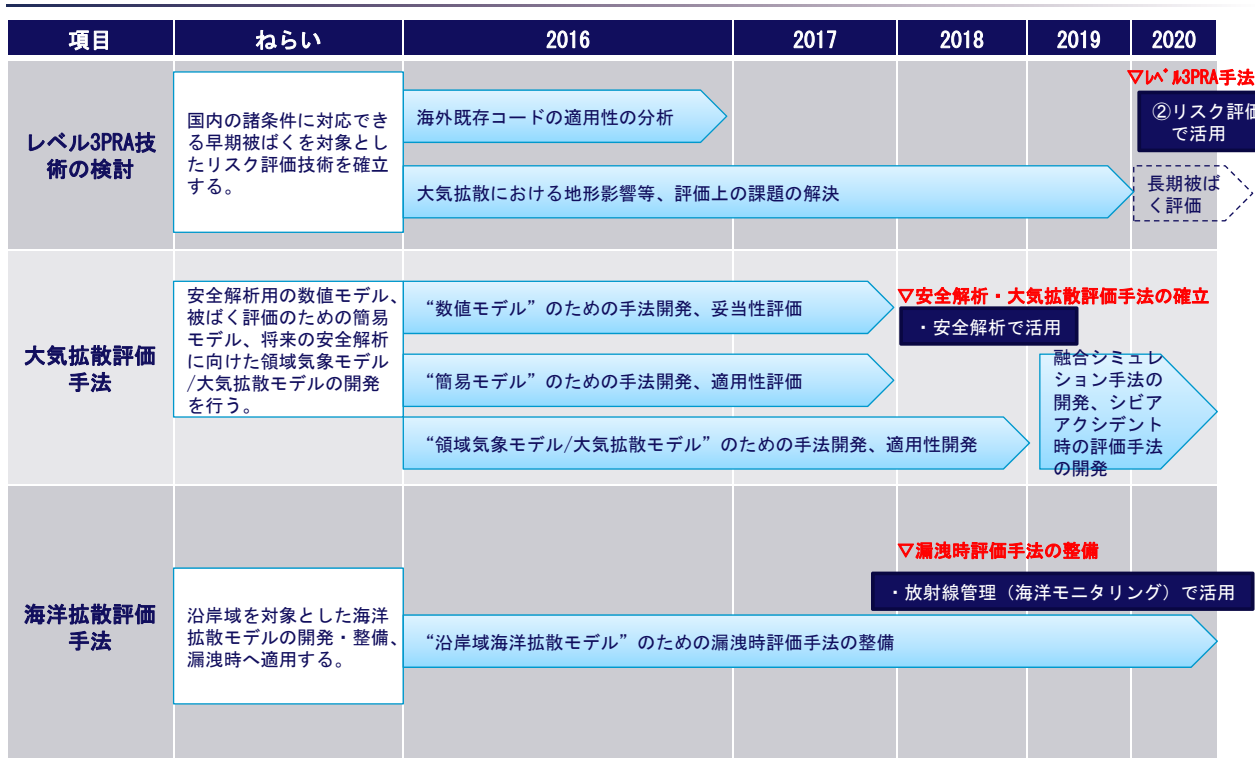 項目 ねらい 2016 2017 2018 2019 2020
レベル3PRA技
術の検討
国内の諸条件に対応でき
る早期被ばくを対象とし
たリスク評価技術を確立
する。
海外既存コードの適用性の分析
大気拡散における地形影響等、評価上の課題の解決
▽ﾚﾍﾞﾙ3PRA手法
②リスク評価
で活用
長期被ば
く評価
大気拡散評価
手法
安全解析用の数値モデル、
被ばく評価のための簡易
モデル、将来の安全解析
に向けた領域気象モデル
/大気拡散モデルの開発
を行う。
“数値モデル”のための手法開発、妥当性評価
“簡易モデル”のための手法開発、適用性評価
“領域気象モデル/大気拡散モデル”のための手法開発、適用性開発
▽安全解析・大気拡散評価手法の確立
・安全解析で活用
融合シミュレ
ーション手法の
開発、シビア
アクシデント
時の評価手法
の開発
海洋拡散評価
手法
沿岸域を対象とした海洋
拡散モデルの開発・整備、
漏洩時へ適用する。
▽漏洩時評価手法の整備
・放射線管理（海洋モニタリング）で活用
“沿岸域海洋拡散モデル”のための漏洩時評価手法の整備